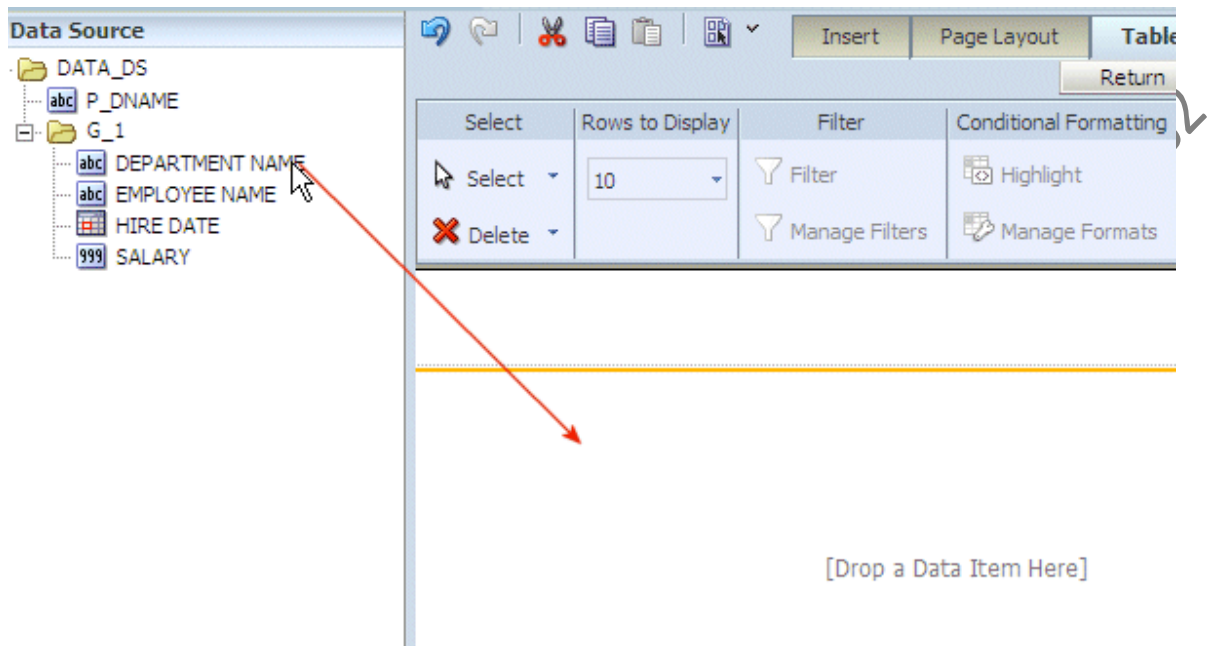 Data Source
DATA_DS
abc P_DNAME
G_1
abc DEPARTMENT NAME
abc EMPLOYEE NAME
HIRE DATE
999 SALARY
Insert Page Layout Table
Return
Select Rows to Display Filter Conditional Formatting
Select 10 Filter Highlight
Delete Manage Filters Manage Formats
[Drop a Data Item Here]